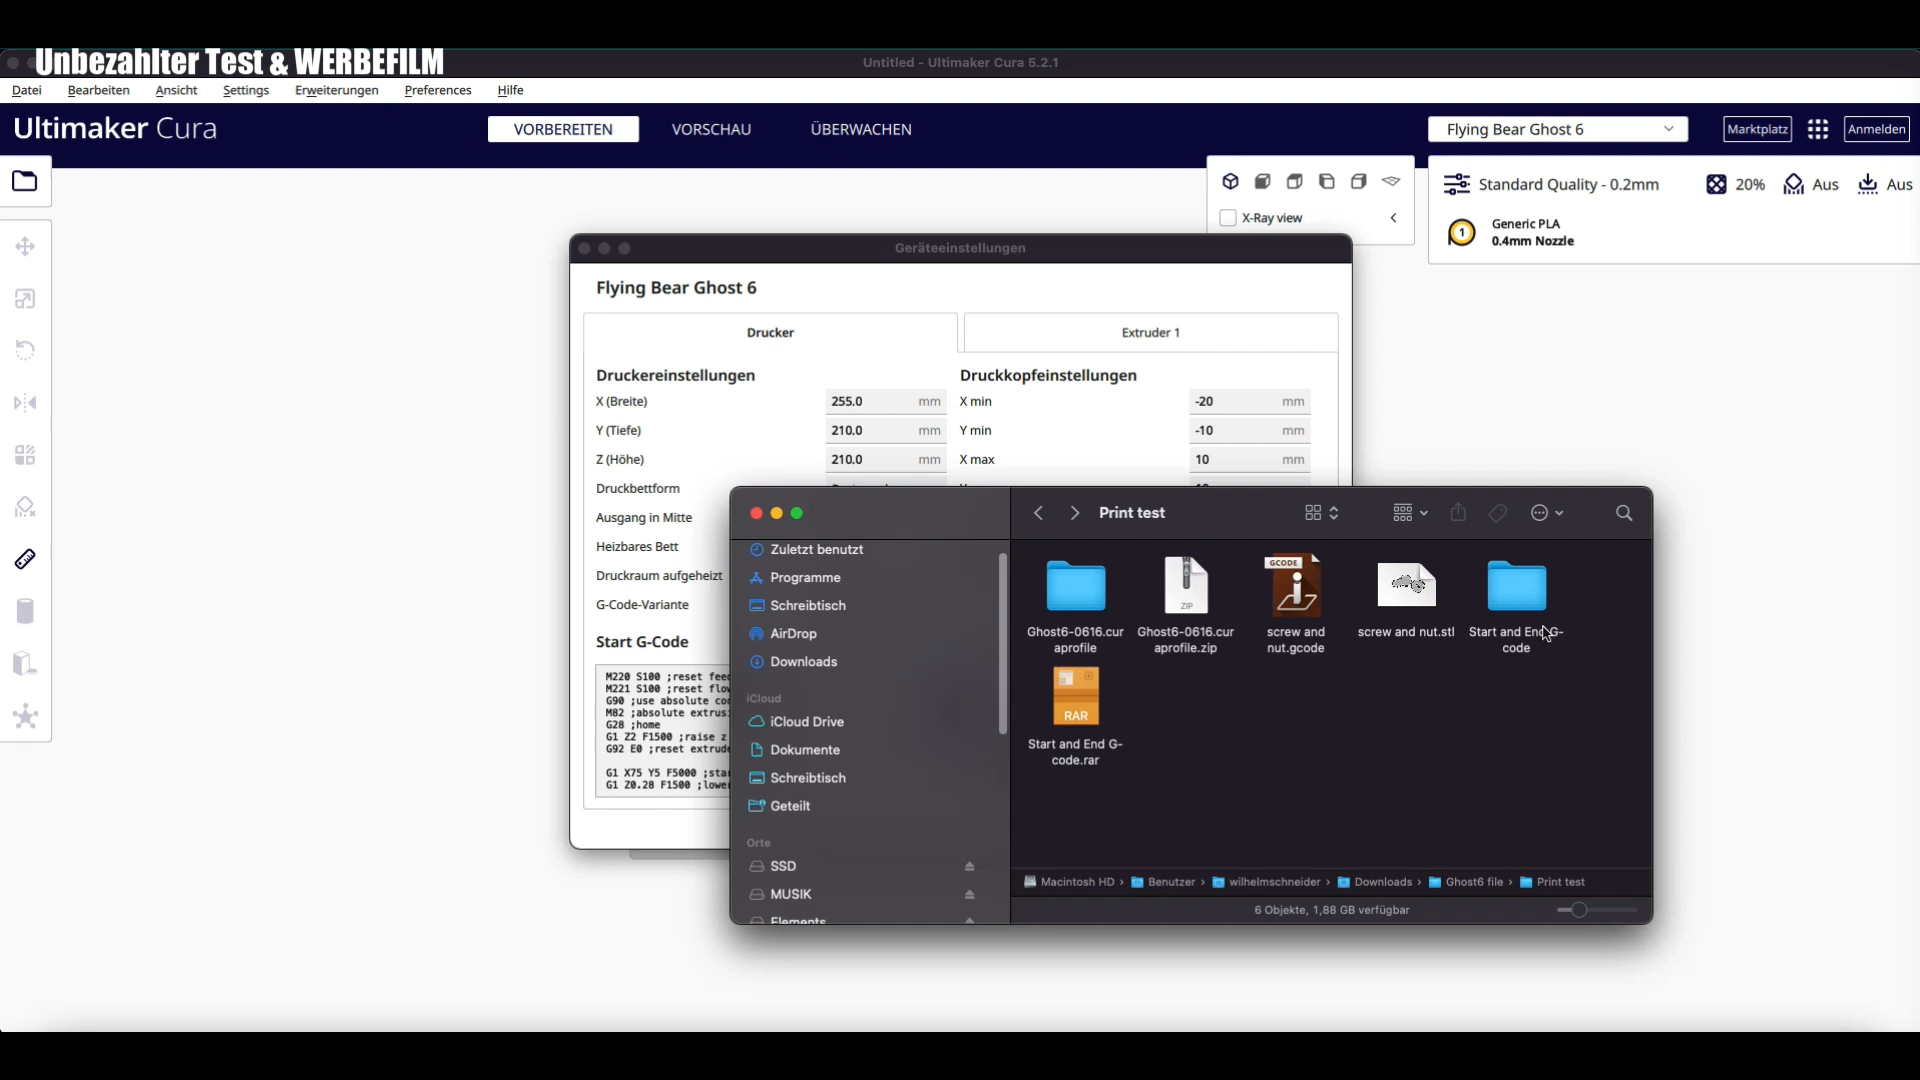 Unbezahlter Test & WERBEFILM
Untitled - Ultimaker Cura 5.2.1
Datei Bearbeiten Ansicht Settings Erweiterungen Preferences Hilfe
Ultimaker Cura VORBEREITEN VORSCHAU ÜBERWACHEN Flying Bear Ghost 6 Marktplatz Anmelden
Standard Quality - 0.2mm 20% Aus Aus
X-Ray view
1 Generic PLA
0.4mm Nozzle
Geräteeinstellungen
Flying Bear Ghost 6
Drucker Extruder 1
Druckereinstellungen Druckkopfeinstellungen
X (Breite) 255.0 mm X min -20 mm
Y (Tiefe) 210.0 mm Y min -10 mm
Z (Höhe) 210.0 mm X max 10 mm
Druckbettform
Ausgang in Mitte
Heizbares Bett
Druckraum aufgeheizt
G-Code-Variante
Start G-Code
M220 S100 ;reset
M221 S100 ;reset
G90 ;use absolute
M82 ;absolute
G28 ;home
G1 Z2 F1500 ;raise z
G92 E0 ;reset
G1 X75 Y5 F5000
G1 Z0.28 F1500
Print test
Zuletzt benutzt
Programme
Schreibtisch
AirDrop
Downloads
iCloud
iCloud Drive
Dokumente
Schreibtisch
Geteilt
Orte
SSD
MUSIK
Elements
ZIP
GCODE
Ghost6-0616.cur
aprofile
Ghost6-0616.cur
aprofile.zip
screw and
nut.gcode
screw and nut.stl
Start and End G-
code
RAR
Start and End G-
code.rar
Macintosh HD › Benutzer › wilhelmschneider › Downloads › Ghost6 file › Print test
6 Objekte, 1,88 GB verfügbar